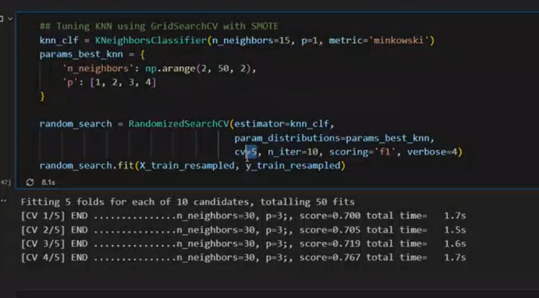 ## Tuning KNN using GridSearchCV with SMOTE
knn_clf = KNeighborsClassifier(n_neighbors=15, p=1, metric='minkowski')
params_best_knn = {
'n_neighbors': np.arange(2, 50, 2),
'p': [1, 2, 3, 4]
}
random_search = RandomizedSearchCV(estimator=knn_clf,
param_distributions=params_best_knn,
cv=5, n_iter=10, scoring='f1', verbose=4)
random_search.fit(X_train_resampled, y_train_resampled)
47]
8.1s
Fitting 5 folds for each of 10 candidates, totalling 50 fits
[CV 1/5] END ...............n_neighbors=30, p=3;, score=0.700 total time=   1.7s
[CV 2/5] END ...............n_neighbors=30, p=3;, score=0.705 total time=   1.5s
[CV 3/5] END ...............n_neighbors=30, p=3;, score=0.719 total time=   1.6s
[CV 4/5] END ...............n_neighbors=30, p=3;, score=0.767 total time=   1.7s